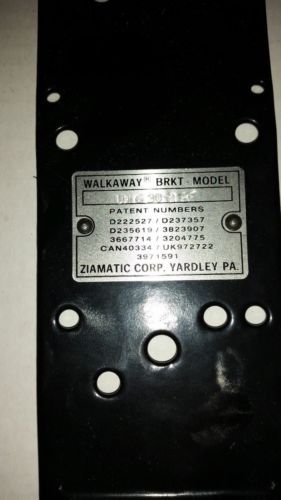 WALKAWAY® BRKT - MODEL
PATENT NUMBERS
D222527 / D237357
D235619 / 3823907
3667714 / 3204775
CAN40334 / UK972722
3971591
ZIAMATIC CORP. YARDLEY PA.